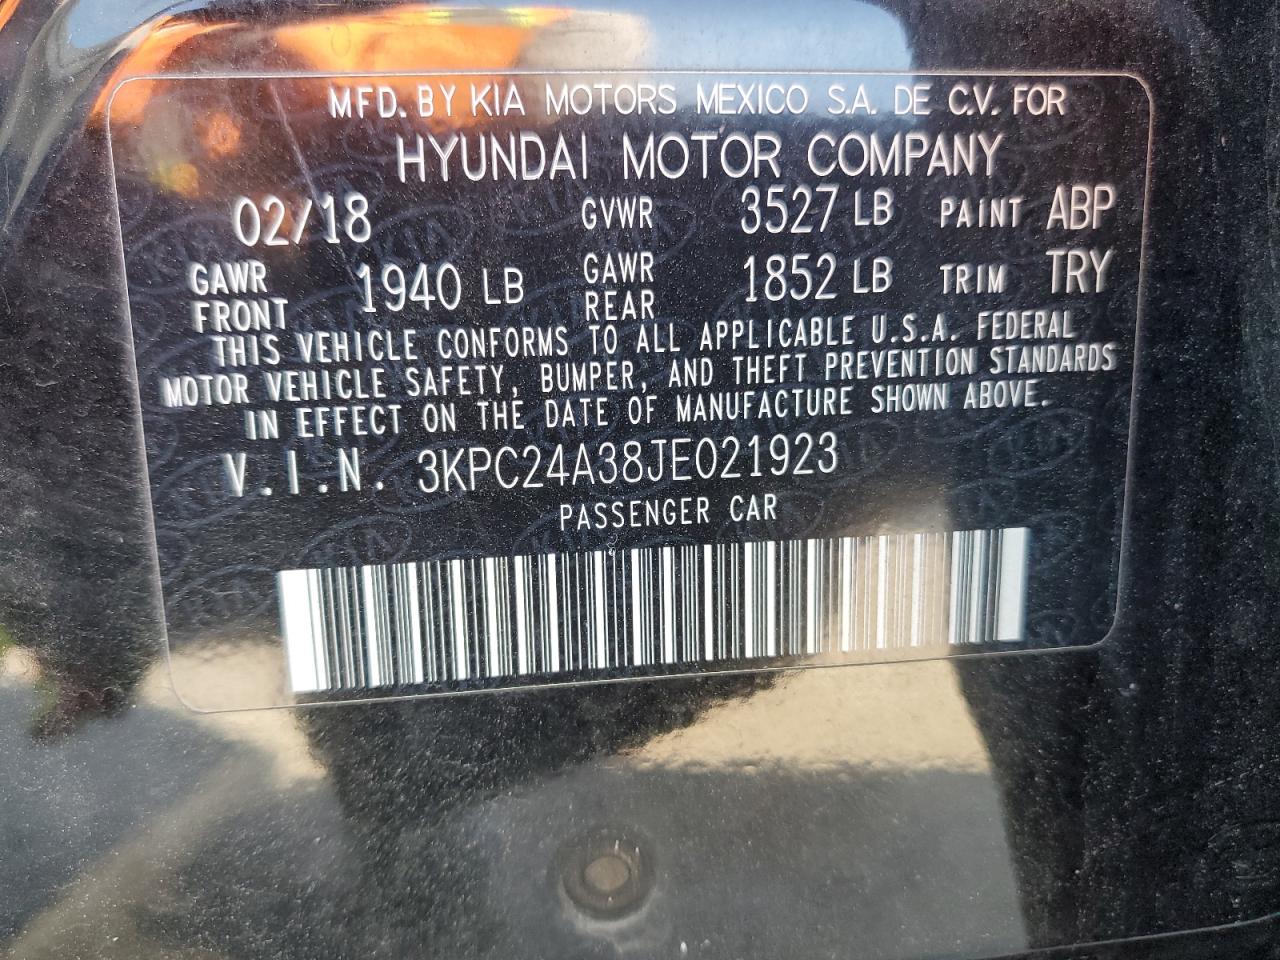 MFD. BY KIA MOTORS MEXICO S.A. DE C.V. FOR
HYUNDAI MOTOR COMPANY
02/18 GVWR 3527 LB PAINT ABP
GAWR FRONT 1940 LB GAWR REAR 1852 LB TRIM TRY
THIS VEHICLE CONFORMS TO ALL APPLICABLE U.S.A. FEDERAL
MOTOR VEHICLE SAFETY, BUMPER, AND THEFT PREVENTION STANDARDS
IN EFFECT ON THE DATE OF MANUFACTURE SHOWN ABOVE.
V.I.N. 3KPC24A38JE021923
PASSENGER CAR